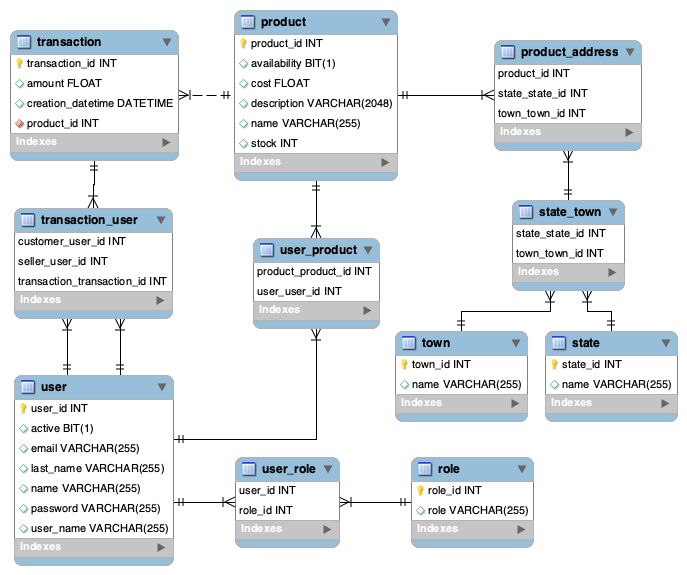 transaction
transaction_id INT
amount FLOAT
creation_datetime DATETIME
product_id INT
Indexes
product
product_id INT
availability BIT(1)
cost FLOAT
description VARCHAR(2048)
name VARCHAR(255)
stock INT
Indexes
product_address
product_id INT
state_state_id INT
town_town_id INT
Indexes
transaction_user
customer_user_id INT
seller_user_id INT
transaction_transaction_id INT
Indexes
user_product
product_product_id INT
user_user_id INT
Indexes
state_town
state_state_id INT
town_town_id INT
Indexes
town
town_id INT
name VARCHAR(255)
Indexes
state
state_id INT
name VARCHAR(255)
Indexes
user
user_id INT
active BIT(1)
email VARCHAR(255)
last_name VARCHAR(255)
name VARCHAR(255)
password VARCHAR(255)
user_name VARCHAR(255)
Indexes
user_role
user_id INT
role_id INT
Indexes
role
role_id INT
role VARCHAR(255)
Indexes